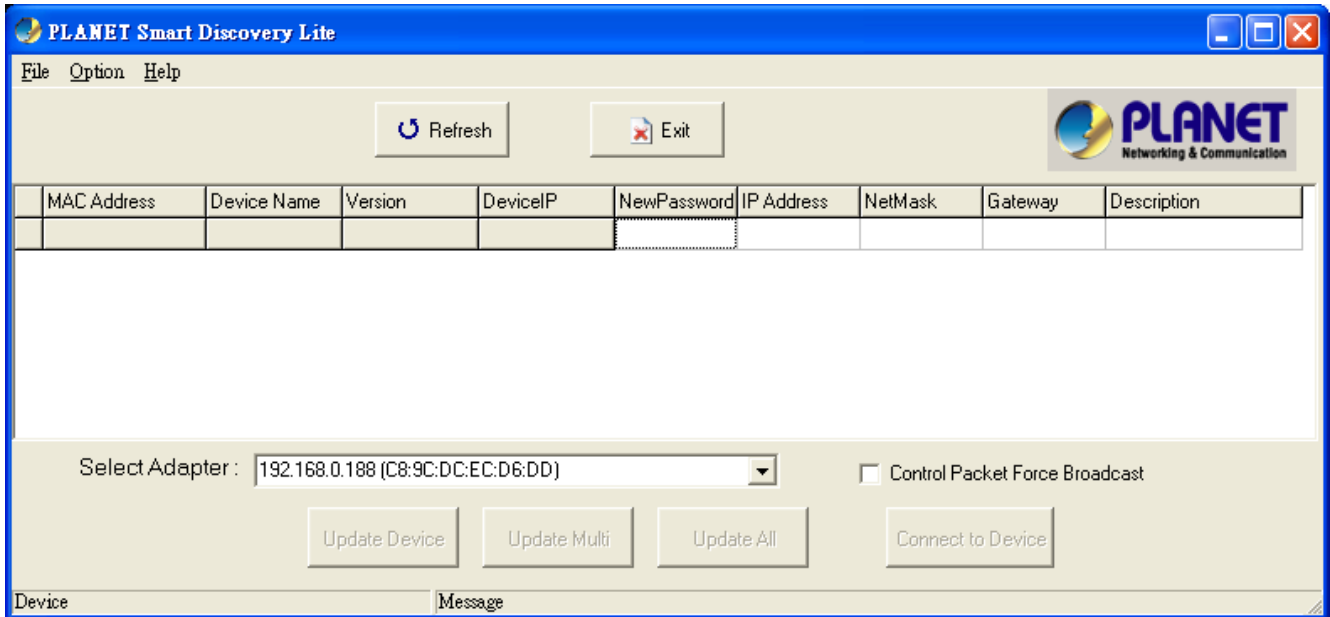 PLANET Smart Discovery Lite
File Option Help
Refresh Exit
PLANET
Networking & Communication
MAC Address Device Name Version DeviceIP NewPassword IP Address NetMask Gateway Description
Select Adapter : 192.168.0.188 (C8:9C:DC:EC:D6:DD) Control Packet Force Broadcast
Update Device Update Multi Update All Connect to Device
Device Message